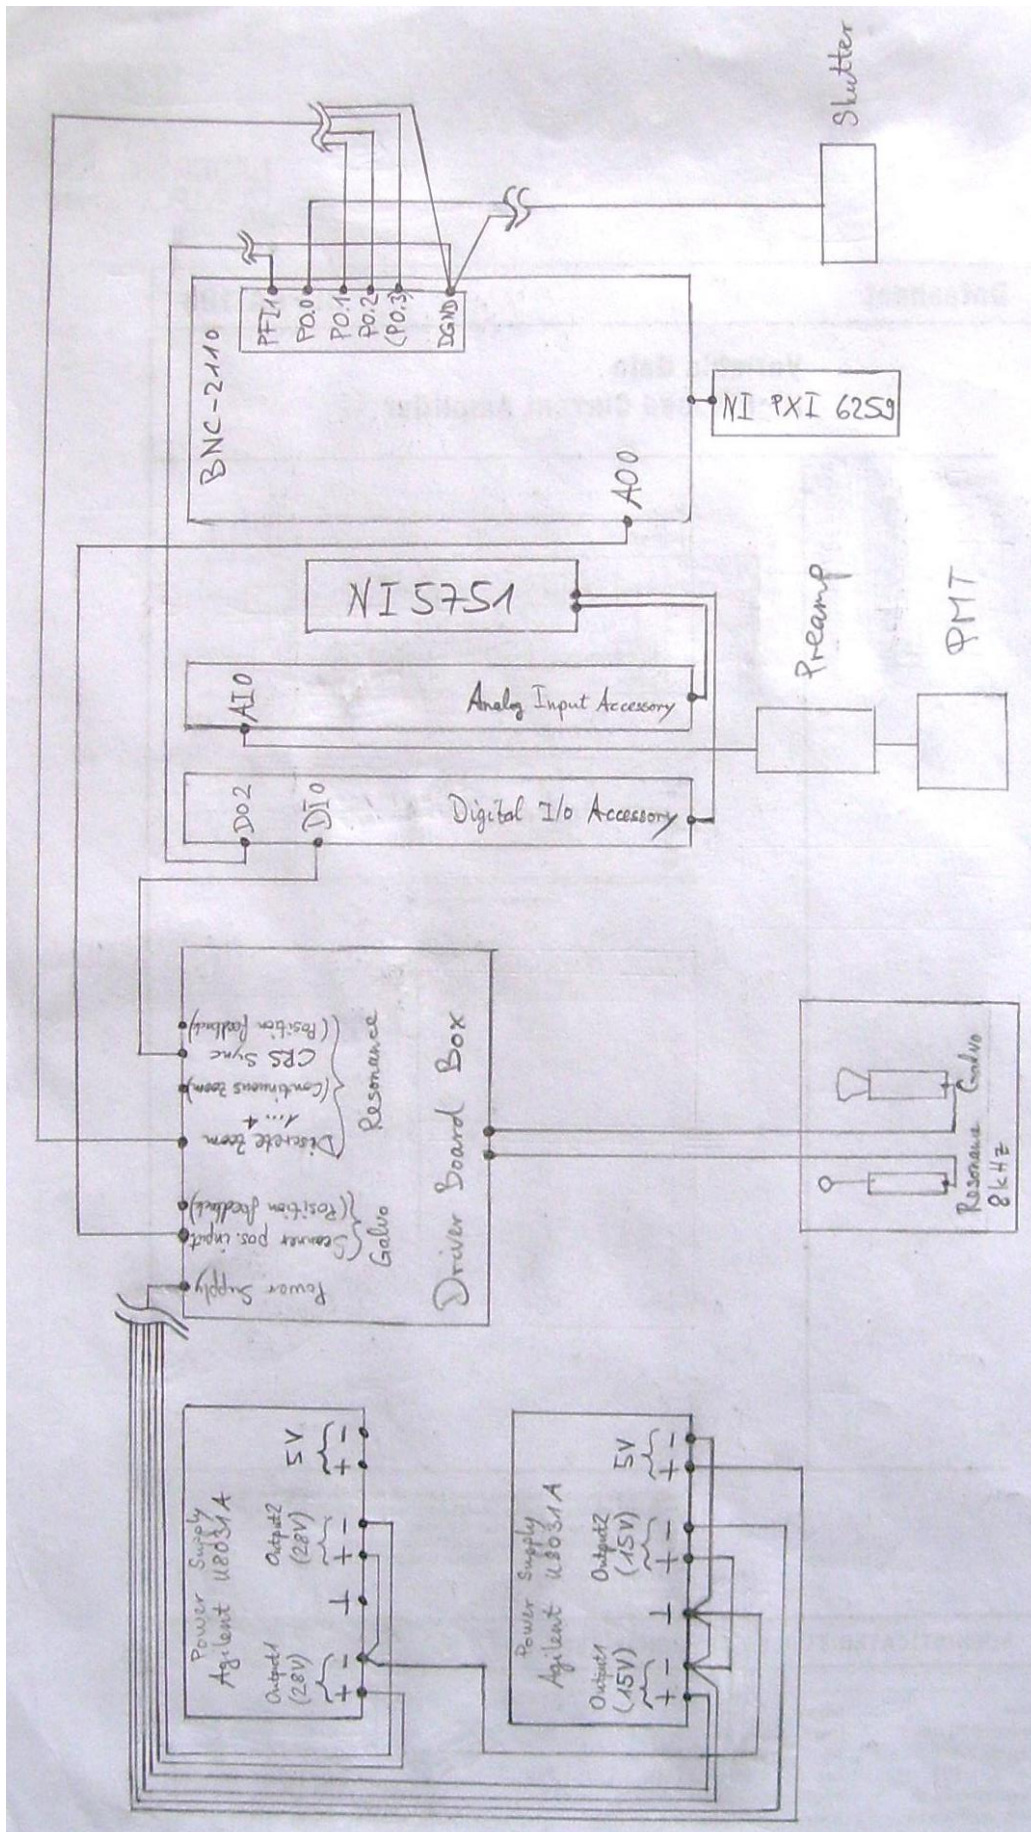 Shutter
BNC-2110
PFI1
P0.0
P0.1
P0.2
(P0.3)
DGND
NI PXI 6259
AO0
NI 5751
AI0
Analog Input Accessory
Preamp
PMT
DO2
DI0
Digital I/o Accessory
(Position feedback)
CRS Sync
(Continuous zoom)
1...4
Discrete zoom
Resonance
(Position feedback)
Scanner pos. input
Galvo
Power Supply
Driver Board Box
Galvo
Resonance
8kHz
Power Supply
Agilent U8031A
Output1
(28V)
+ -
⊥
Output2
(28V)
+ -
5V
+ -
Power Supply
Agilent U8031A
Output1
(15V)
+ -
⊥
Output2
(15V)
+ -
5V
+ -